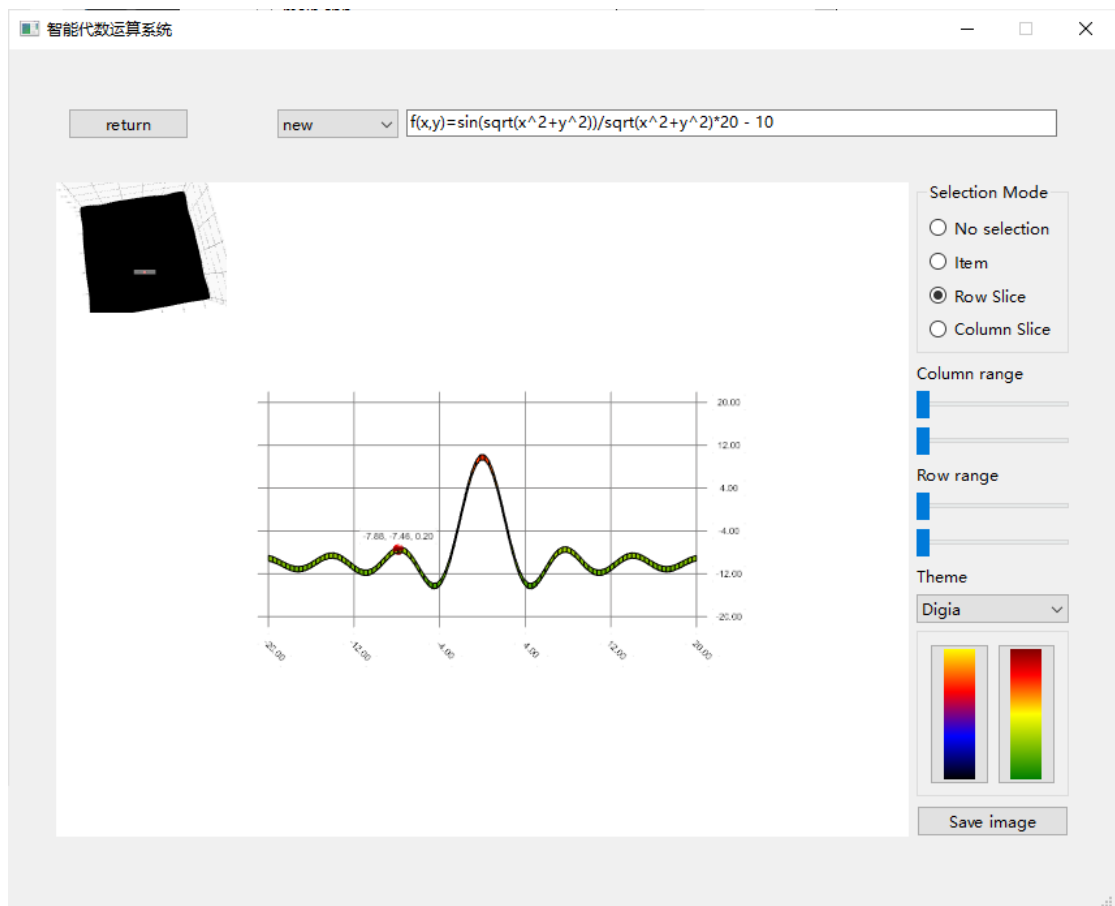 智能代数运算系统
return
new
f(x,y)=sin(sqrt(x^2+y^2))/sqrt(x^2+y^2)*20 - 10
Selection Mode
No selection
Item
Row Slice
Column Slice
Column range
Row range
Theme
Digia
Save image
20.00
12.00
4.00
-4.00
-12.00
-20.00
-7.88, -7.46, 0.20
-20.00
-12.00
-4.00
4.00
12.00
20.00